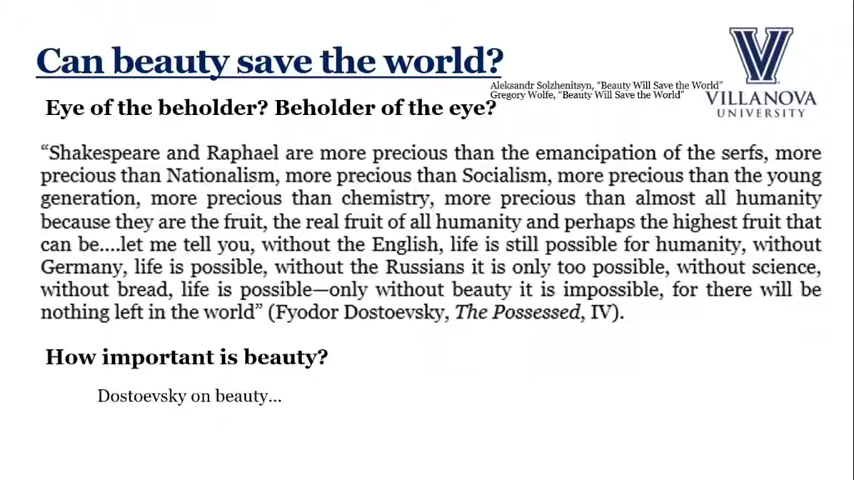 Can beauty save the world?
Aleksandr Solzhenitsyn, "Beauty Will Save the World"
Gregory Wolfe, "Beauty Will Save the World"
VILLANOVA
UNIVERSITY
Eye of the beholder? Beholder of the eye?
“Shakespeare and Raphael are more precious than the emancipation of the serfs, more
precious than Nationalism, more precious than Socialism, more precious than the young
generation, more precious than chemistry, more precious than almost all humanity
because they are the fruit, the real fruit of all humanity and perhaps the highest fruit that
can be....let me tell you, without the English, life is still possible for humanity, without
Germany, life is possible, without the Russians it is only too possible, without science,
without bread, life is possible—only without beauty it is impossible, for there will be
nothing left in the world” (Fyodor Dostoevsky, The Possessed, IV).
How important is beauty?
Dostoevsky on beauty...